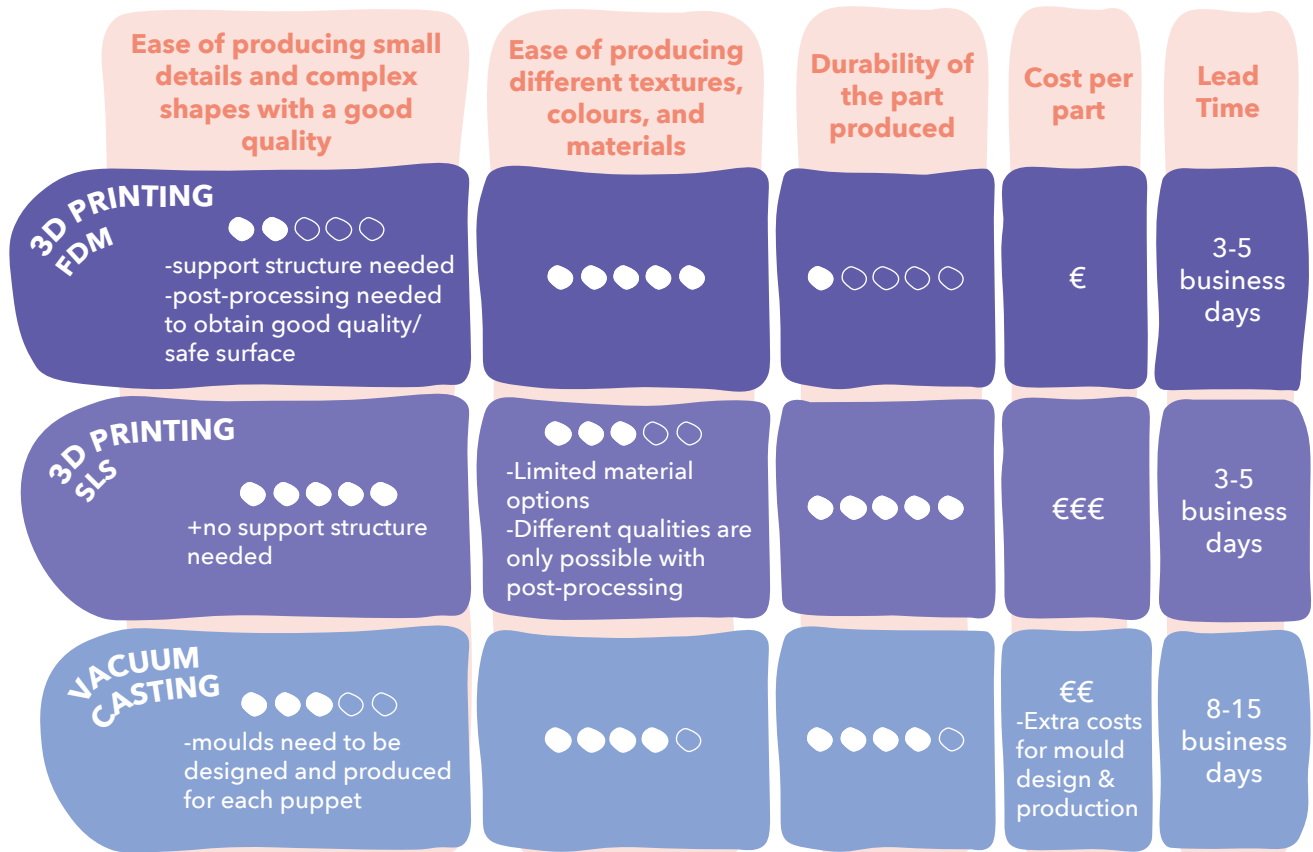 Ease of producing small
details and complex
shapes with a good
quality
Ease of producing
different textures,
colours, and
materials
Durability of
the part
produced
Cost per
part
Lead
Time
3D PRINTING
FDM
-support structure needed
-post-processing needed
to obtain good quality/
safe surface
€
3-5
business
days
3D PRINTING
SLS
+no support structure
needed
-Limited material
options
-Different qualities are
only possible with
post-processing
€€€
3-5
business
days
VACUUM
CASTING
-moulds need to be
designed and produced
for each puppet
€€
-Extra costs
for mould
design &
production
8-15
business
days